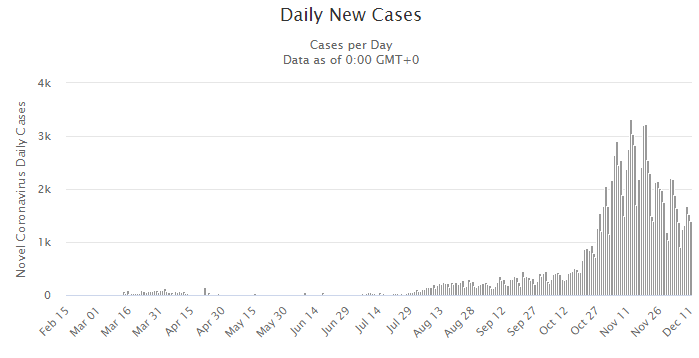 Daily New Cases
Cases per Day
Data as of 0:00 GMT+0
Novel Coronavirus Daily Cases
4k
3k
2k
1k
0
Feb 15
Mar 01
Mar 16
Mar 31
Apr 15
Apr 30
May 15
May 30
Jun 14
Jun 29
Jul 14
Jul 29
Aug 13
Aug 28
Sep 12
Sep 27
Oct 12
Oct 27
Nov 11
Nov 26
Dec 11